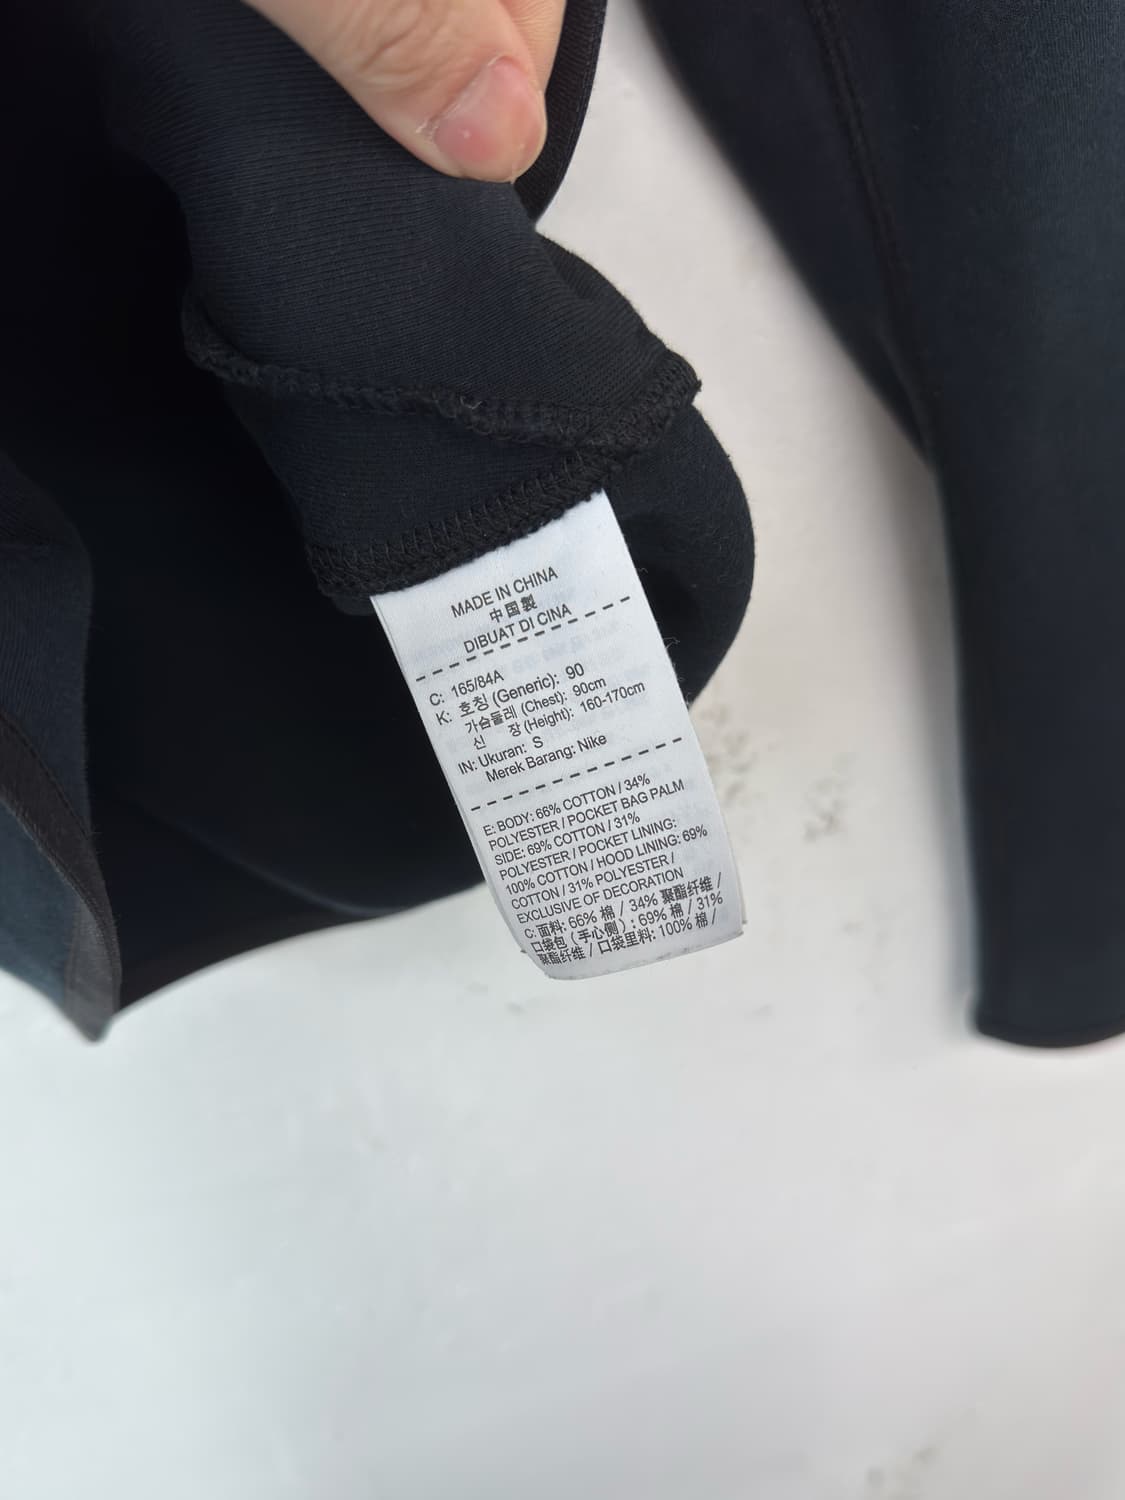 MADE IN CHINA
中国製
DIBUAT DI CINA
C: 165/84A
K: 호칭 (Generic): 90
가슴둘레 (Chest): 90cm
신 장 (Height): 160-170cm
IN: Ukuran: S
Merek Barang: Nike
E: BODY: 66% COTTON / 34%
POLYESTER / POCKET BAG PALM
SIDE: 69% COTTON / 31%
POLYESTER / POCKET LINING:
100% COTTON / HOOD LINING: 69%
COTTON / 31% POLYESTER /
EXCLUSIVE OF DECORATION
C: 面料: 66% 棉 / 34% 聚酯纤维 /
口袋包 (手心侧) : 69% 棉 / 31%
聚酯纤维 / 口袋里料: 100% 棉 /